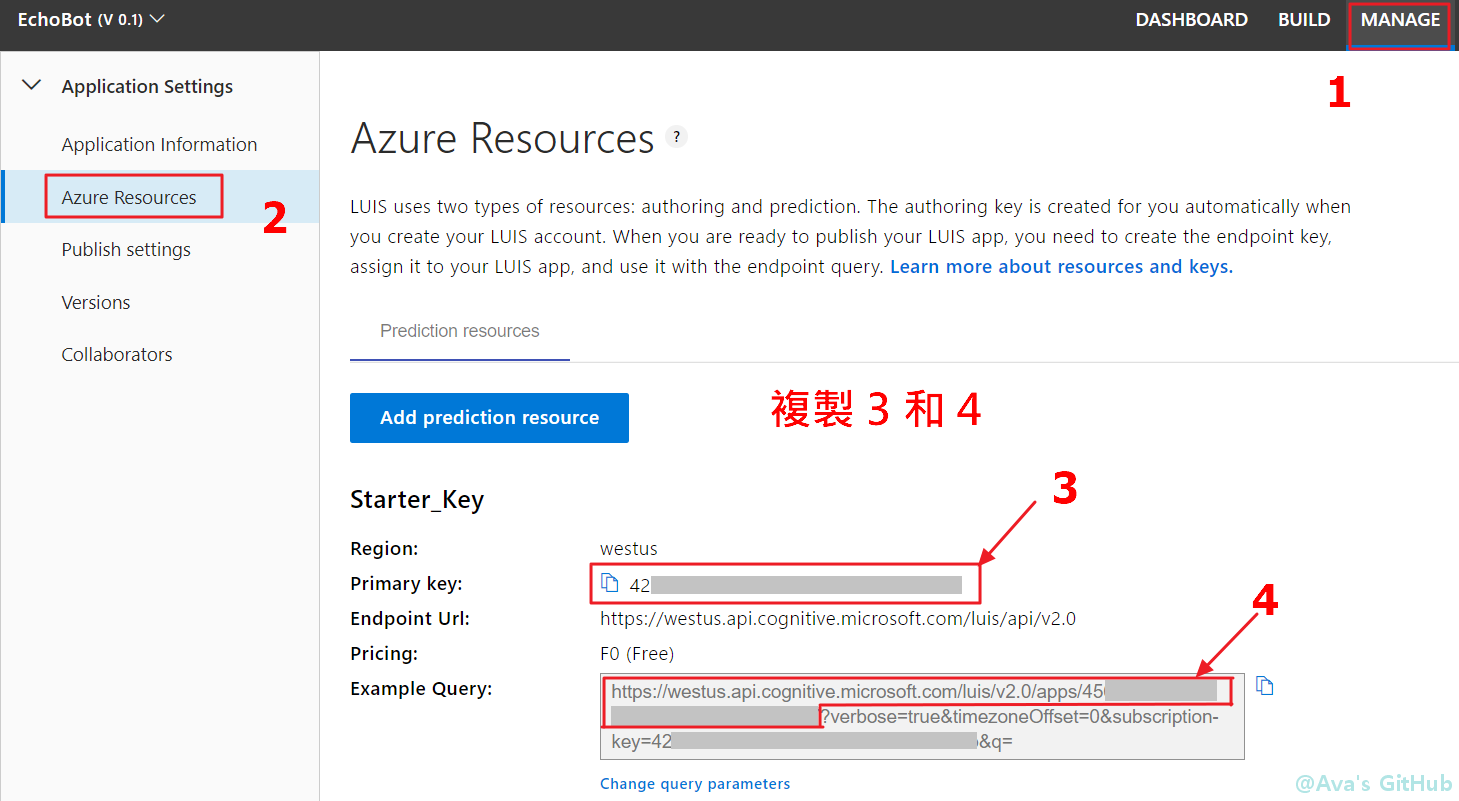 EchoBot (V 0.1)
DASHBOARD
BUILD
MANAGE
1
Application Settings
Application Information
Azure Resources
2
Publish settings
Versions
Collaborators
Azure Resources ?
LUIS uses two types of resources: authoring and prediction. The authoring key is created for you automatically when
you create your LUIS account. When you are ready to publish your LUIS app, you need to create the endpoint key,
assign it to your LUIS app, and use it with the endpoint query. Learn more about resources and keys.
Prediction resources
Add prediction resource
複製 3 和 4
Starter_Key
3
Region: westus
Primary key: 42
Endpoint Url: https://westus.api.cognitive.microsoft.com/luis/api/v2.0
4
Pricing: F0 (Free)
Example Query: https://westus.api.cognitive.microsoft.com/luis/v2.0/apps/45
?verbose=true&timezoneOffset=0&subscription-
key=42 &q=
Change query parameters
@Ava's GitHub